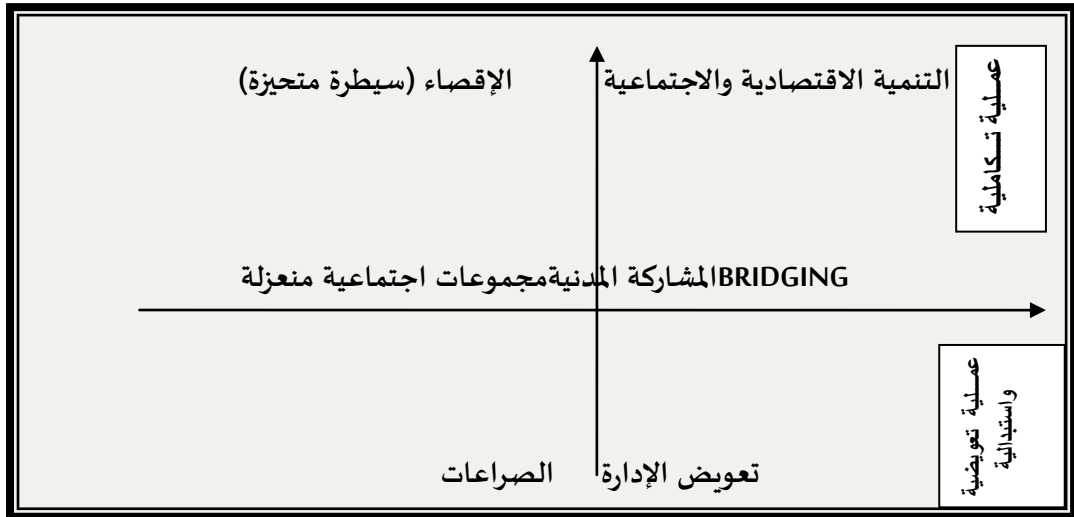 التنمية الاقتصادية والاجتماعية
الإقصاء (سيطرة متحيزة)
عملية تكاملية
BRIDGINGالمشاركة المدنيةمجموعات اجتماعية منعزلة
عملية تعويضية
واستبدالية
تعويض الإدارة
الصراعات